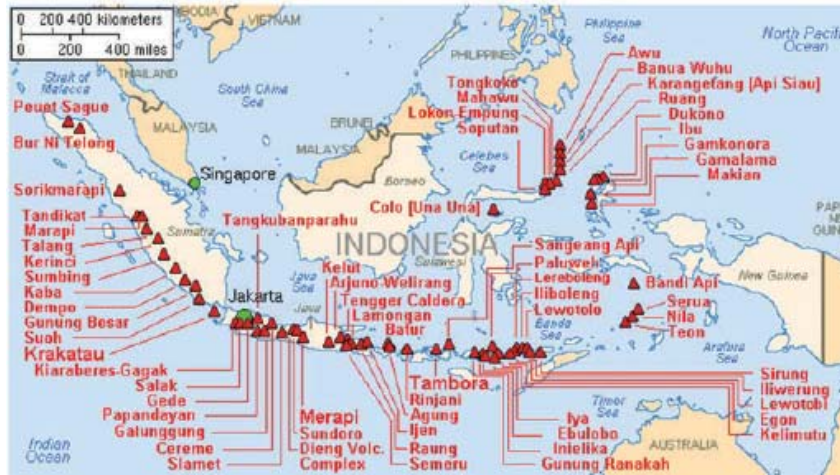 0 200 400 kilometers
0 200 400 miles
CAMBODIA
VIETNAM
THAILAND
Strait of
Malacca
South China
Sea
MALAYSIA
BRUNEI
MALAYSIA
PHILIPPINES
Philippine
Sea
North Pacific
Ocean
Peuet Sague
Bur Ni Telong
Singapore
Sorikmarapi
Tandikat
Marapi
Talang
Kerinci
Sumbing
Kaba
Dempo
Gunung Besar
Suoh
Krakatau
Sumatra
Tangkubanparahu
Jakarta
Java
Sea
Java
Borneo
INDONESIA
Celebes
Sea
Sulawesi
Tongkoko
Mahawu
Lokon Empung
Soputan
Colo [Una Una]
Awu
Banua Wuhu
Karangetang [Api Siau]
Ruang
Dukono
Ibu
Gamkonora
Gamalama
Makian
Kelut
Arjuno Welirang
Tengger Caldera
Lamongan
Batur
Sangeang Api
Paluweh
Lereboleng
Iliboleng
Lewotolo
Banda
Sea
Bandi Api
Serua
Nila
Teon
New Guinea
Arafura
Sea
Kiaraberes-Gagak
Salak
Gede
Papandayan
Galunggung
Cereme
Slamet
Merapi
Sundoro
Dieng Volc.
Complex
Tambora
Rinjani
Agung
Ijen
Raung
Semeru
Iya
Ebulobo
Inielika
Gunung Ranakah
Sirung
Iliwerung
Lewotobi
Egon
Kelimutu
Timor
Sea
AUSTRALIA
Indian
Ocean